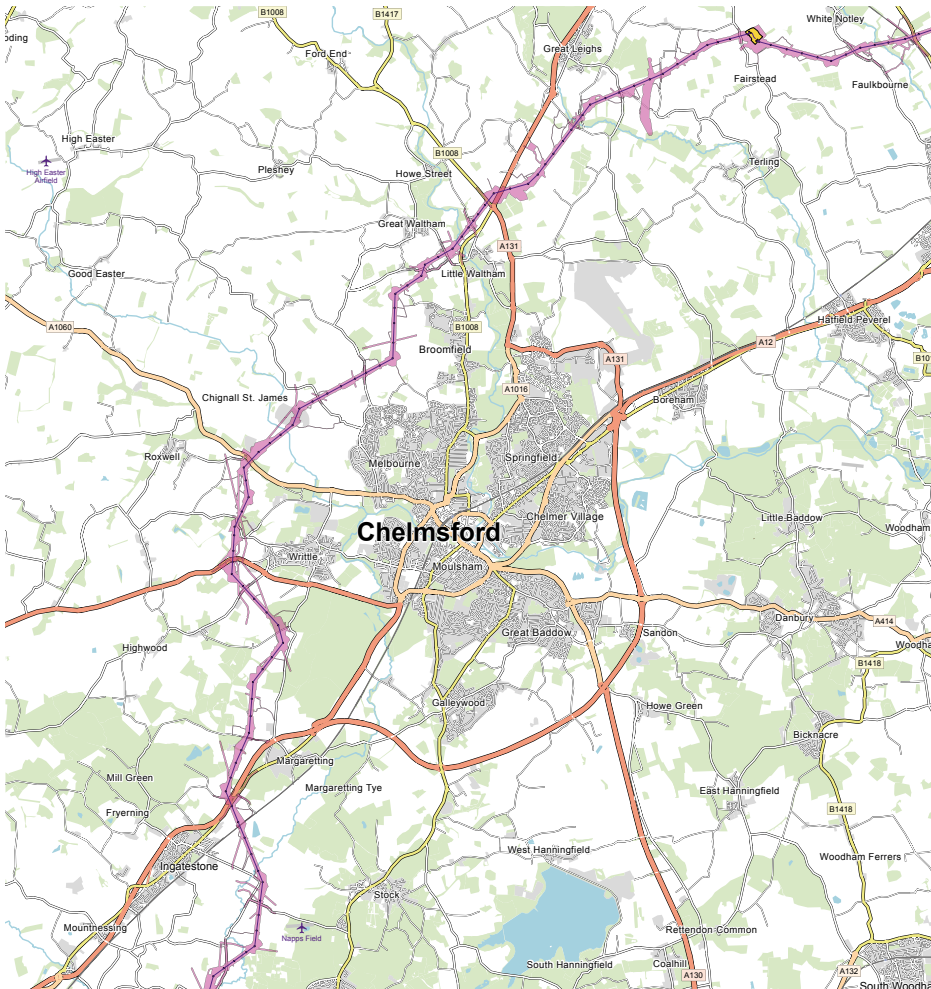 B1008
B1417
White Notley
oding
Ford End
Great Leighs
Fairstead
Faulkbourne
High Easter
B1008
High Easter
Airfield
Pleshey
Howe Street
Terling
Great Waltham
A131
Good Easter
Little Waltham
A1060
B1008
Hatfield Peverel
A12
Broomfield
A131
B10
A1016
Chignall St. James
Boreham
Roxwell
Melbourne
Springfield
Chelmer Village
Little Baddow
Woodham
Chelmsford
Writtle
Moulsham
Danbury
A414
Great Baddow
Sandon
Highwood
Woodha
B1418
Galleywood
Howe Green
Bicknacre
Margaretting
Mill Green
Margaretting Tye
East Hanningfield
Fryerning
B1418
West Hanningfield
Woodham Ferrers
Ingatestone
Stock
Mountnessing
Napps Field
Rettendon Common
South Hanningfield
Coalhill
A130
A132
South Woodha